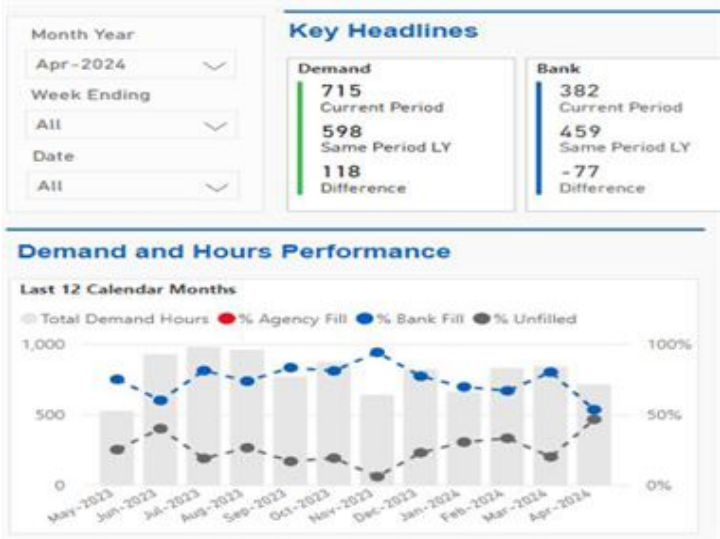 Month Year
Apr-2024
Week Ending
All
Date
All
Key Headlines
Demand
715
Current Period
598
Same Period LY
118
Difference
Bank
382
Current Period
459
Same Period LY
-77
Difference
Demand and Hours Performance
Last 12 Calendar Months
Total Demand Hours % Agency Fill % Bank Fill % Unfilled
1,000
500
0
100%
50%
0%
May-2023 Jun-2023 Jul-2023 Aug-2023 Sep-2023 Oct-2023 Nov-2023 Dec-2023 Jan-2024 Feb-2024 Mar-2024 Apr-2024